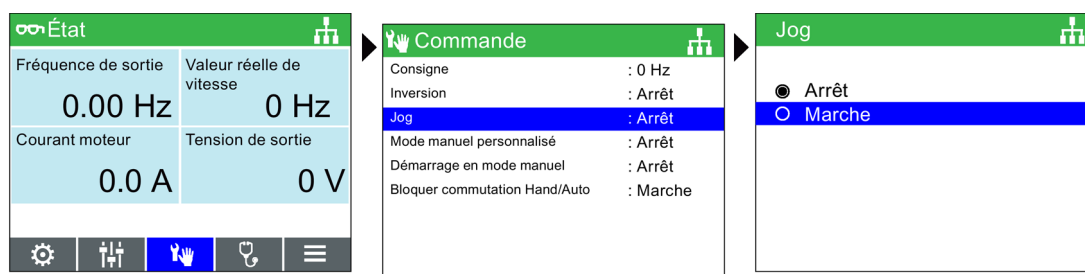 État
Fréquence de sortie
0.00 Hz
Valeur réelle de
vitesse
0 Hz
Courant moteur
0.0 A
Tension de sortie
0 V
Commande
Consigne : 0 Hz
Inversion : Arrêt
Jog : Arrêt
Mode manuel personnalisé : Arrêt
Démarrage en mode manuel : Arrêt
Bloquer commutation Hand/Auto : Marche
Jog
Arrêt
Marche